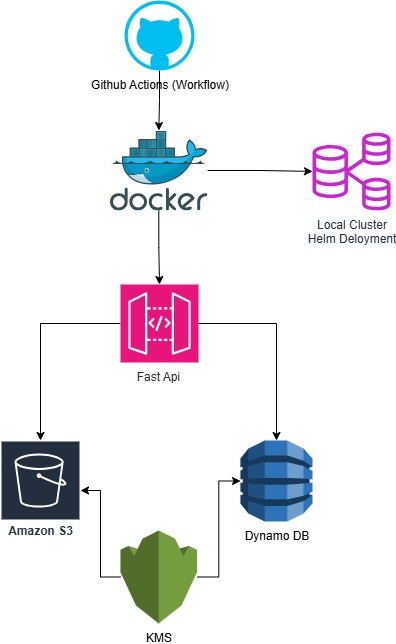 Github Actions (Workflow)
docker
Local Cluster
Helm Deloyment
</>
Fast Api
Amazon S3
Dynamo DB
KMS